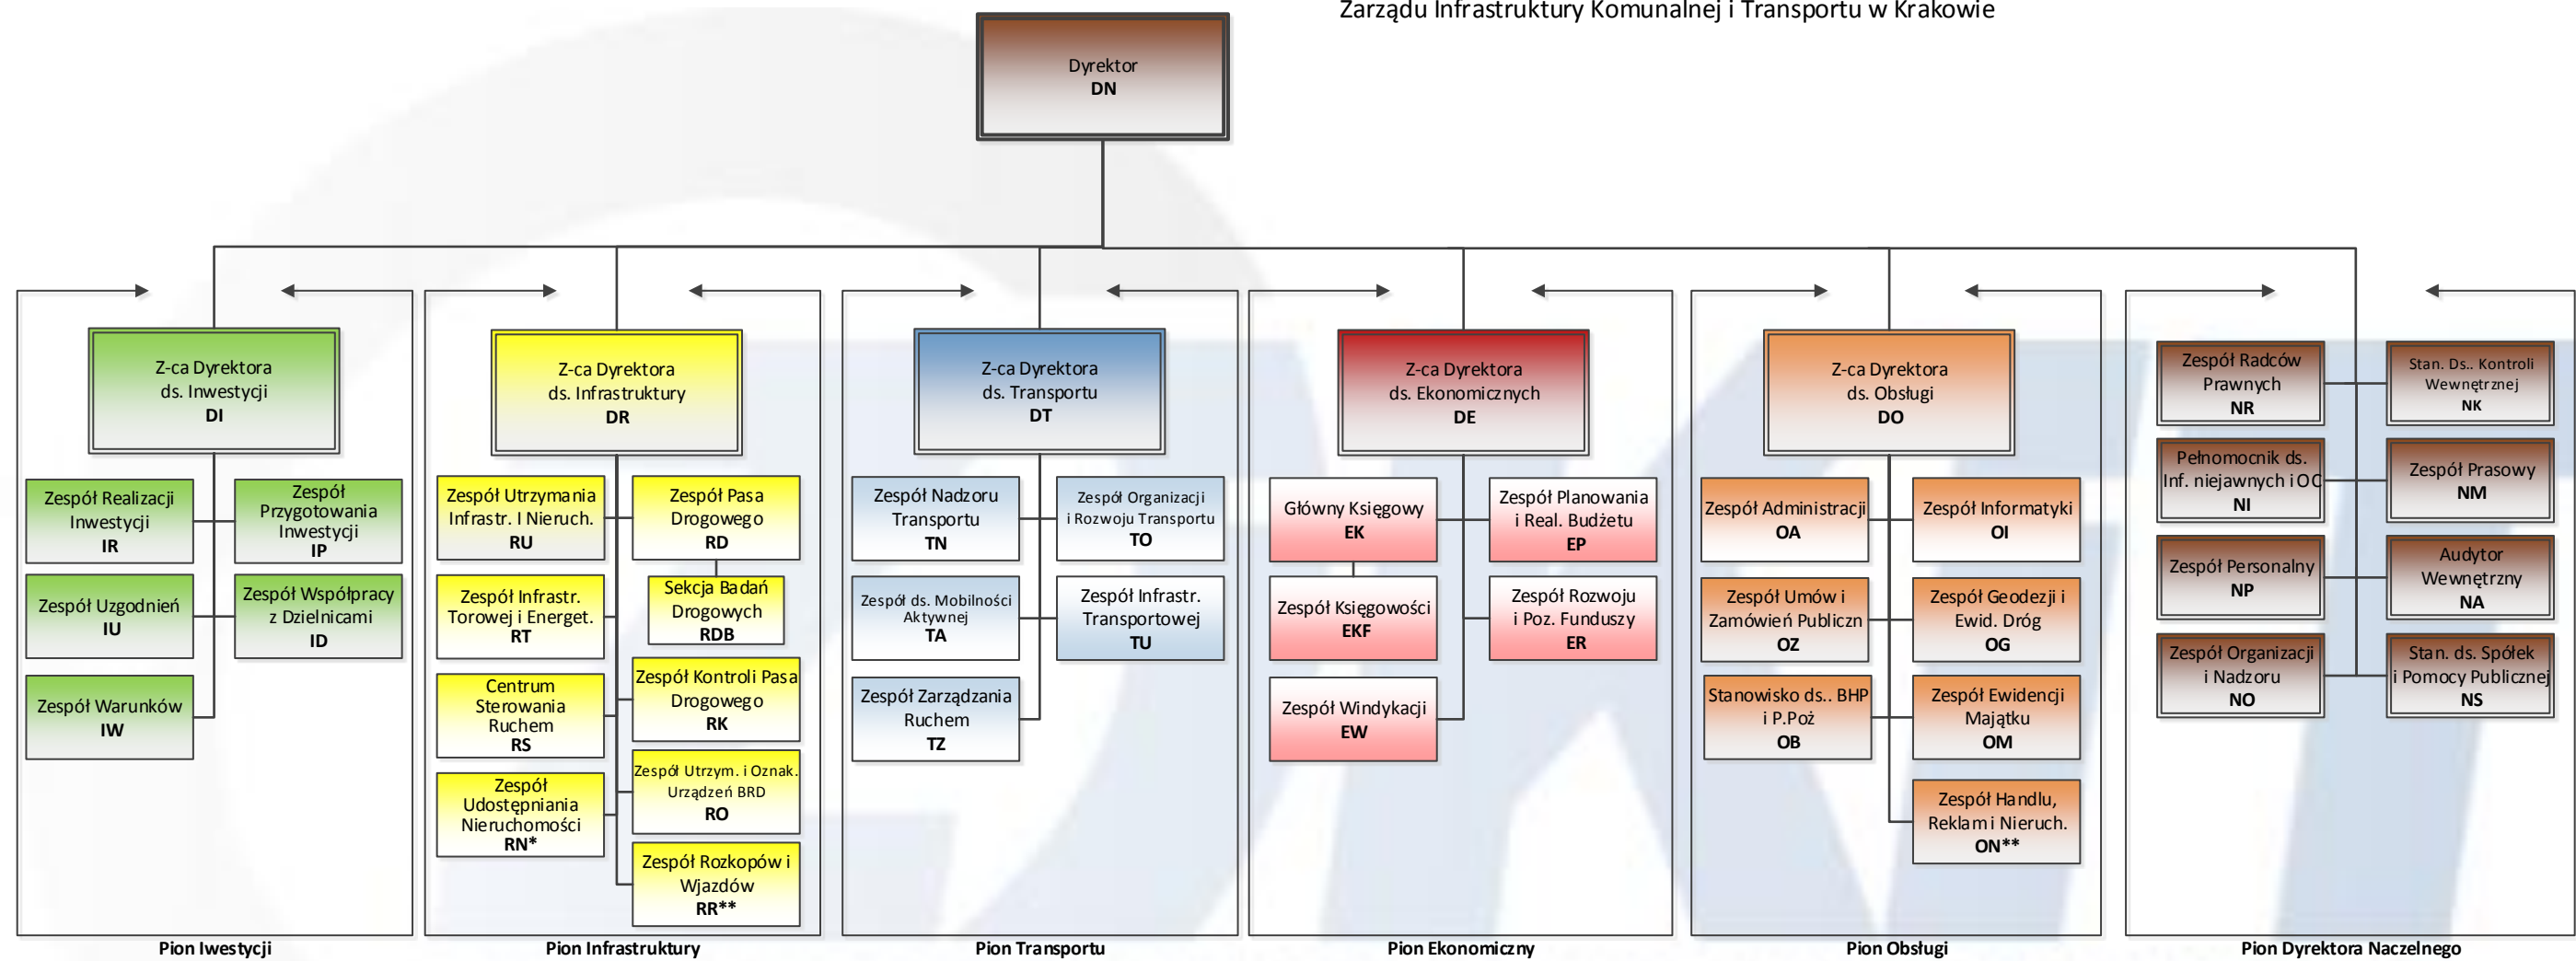 Zarządu Infrastruktury Komunalnej i Transportu w Krakowie
Dyrektor
DN
Z-ca Dyrektora
ds. Inwestycji
DI
Zespół Realizacji
Inwestycji
IR
Zespół
Przygotowania
Inwestycji
IP
Zespół Uzgodnień
IU
Zespół Współpracy
z Dzielnicami
ID
Zespół Warunków
IW
Pion Iwestycji
Z-ca Dyrektora
ds. Infrastruktury
DR
Zespół Utrzymania
Infrastr. I Nieruch.
RU
Zespół Pasa
Drogowego
RD
Zespół Infrastr.
Torowej i Energet.
RT
Sekcja Badań
Drogowych
RDB
Centrum
Sterowania
Ruchem
RS
Zespół Kontroli Pasa
Drogowego
RK
Zespół
Udostępniania
Nieruchomości
RN*
Zespół Utrzym. i Oznak.
Urządzeń BRD
RO
Zespół Rozkopów i
Wjazdów
RR**
Pion Infrastruktury
Z-ca Dyrektora
ds. Transportu
DT
Zespół Nadzoru
Transportu
TN
Zespół Organizacji
i Rozwoju Transportu
TO
Zespół ds. Mobilności
Aktywnej
TA
Zespół Infrastr.
Transportowej
TU
Zespół Zarządzania
Ruchem
TZ
Pion Transportu
Z-ca Dyrektora
ds. Ekonomicznych
DE
Główny Księgowy
EK
Zespół Planowania
i Real. Budżetu
EP
Zespół Księgowości
EKF
Zespół Rozwoju
i Poz. Funduszy
ER
Zespół Windykacji
EW
Pion Ekonomiczny
Z-ca Dyrektora
ds. Obsługi
DO
Zespół Administracji
OA
Zespół Informatyki
OI
Zespół Umów i
Zamówień Publiczn
OZ
Zespół Geodezji i
Ewid. Dróg
OG
Stanowisko ds.. BHP
i P.Poż
OB
Zespół Ewidencji
Majątku
OM
Zespół Handlu,
Reklam i Nieruch.
ON**
Pion Obsługi
Zespół Radców
Prawnych
NR
Stan. Ds.. Kontroli
Wewnętrznej
NK
Pełnomocnik ds.
Inf. niejawnych i OC
NI
Zespół Prasowy
NM
Zespół Personalny
NP
Audytor
Wewnętrzny
NA
Zespół Organizacji
i Nadzoru
NO
Stan. ds. Spółek
i Pomocy Publicznej
NS
Pion Dyrektora Naczelnego